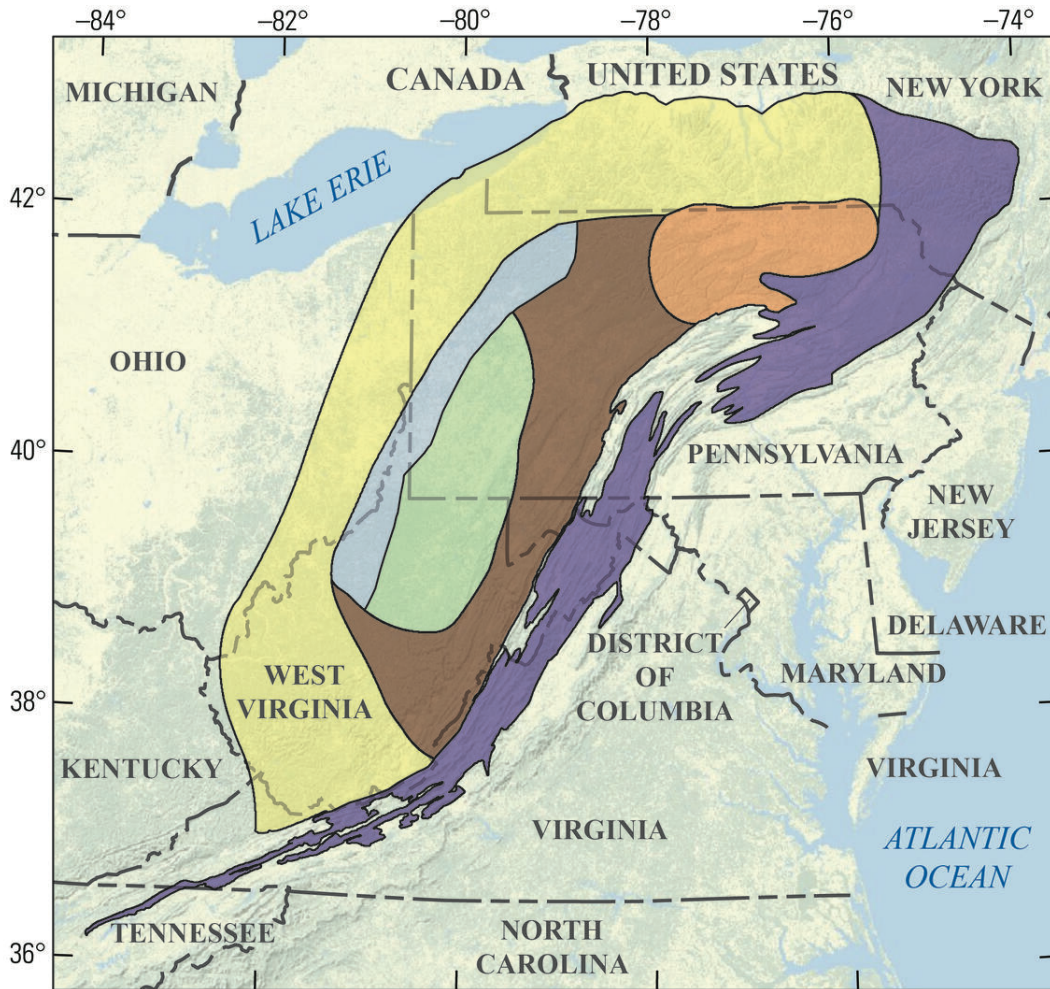 −84 −82 −80 −78 −76 −74
MICHIGAN
CANADA
UNITED STATES
NEW YORK
42°
LAKE ERIE
OHIO
40°
PENNSYLVANIA
NEW
JERSEY
DISTRICT
OF
COLUMBIA
DELAWARE
MARYLAND
WEST
VIRGINIA
38°
KENTUCKY
VIRGINIA
VIRGINIA
ATLANTIC
OCEAN
TENNESSEE
NORTH
CAROLINA
36°